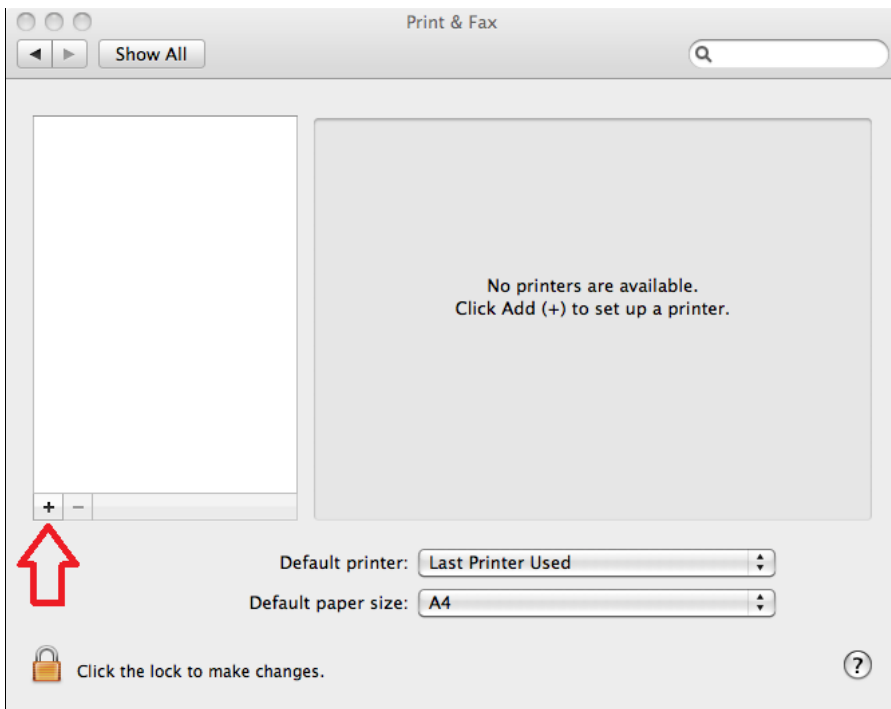 Print & Fax
Show All
No printers are available.
Click Add (+) to set up a printer.
+ −
Default printer: Last Printer Used
Default paper size: A4
Click the lock to make changes.
?